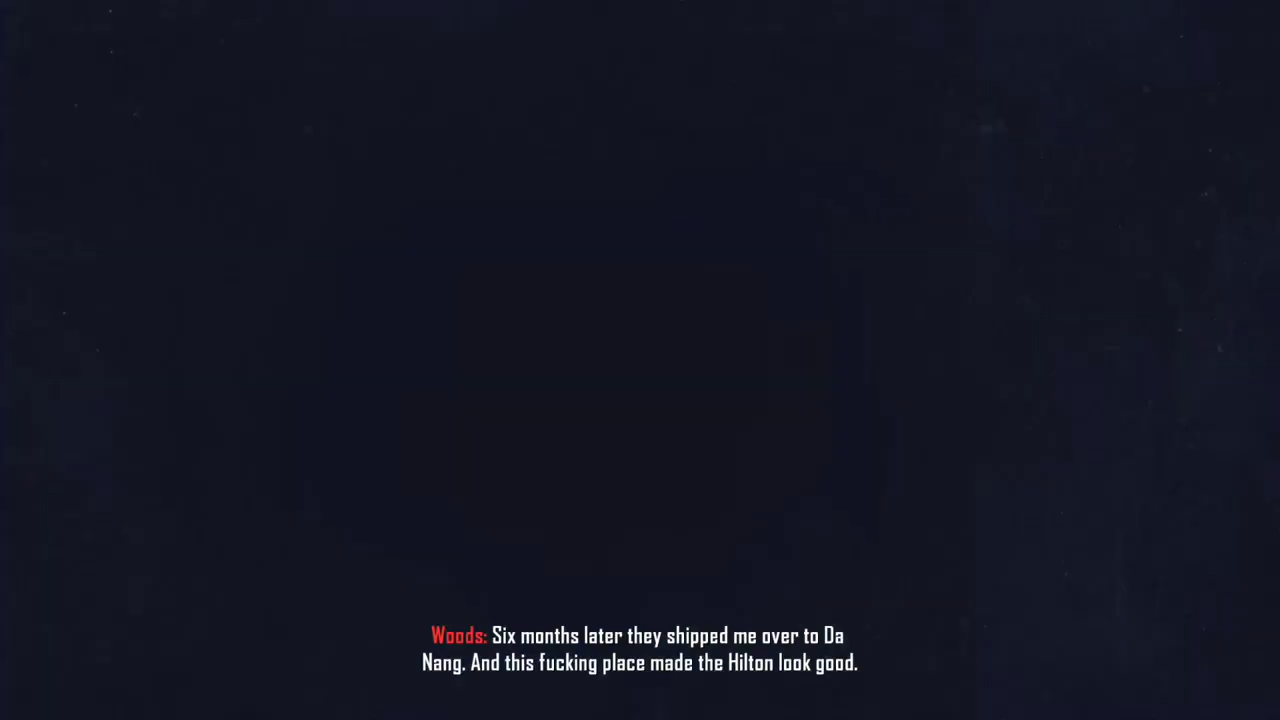 Woods: Six months later they shipped me over to Da
Nang. And this fucking place made the Hilton look good.